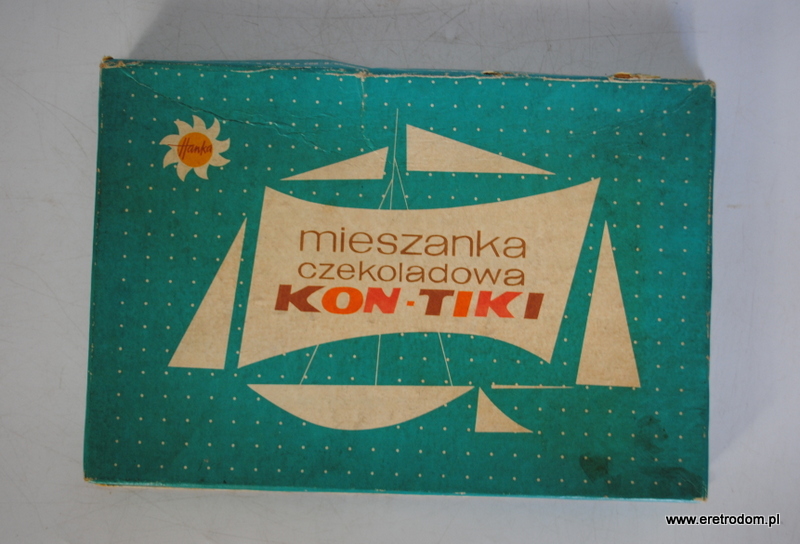 Hanka
mieszanka
czekoladowa
KON-TIKI
www.eretrodom.pl